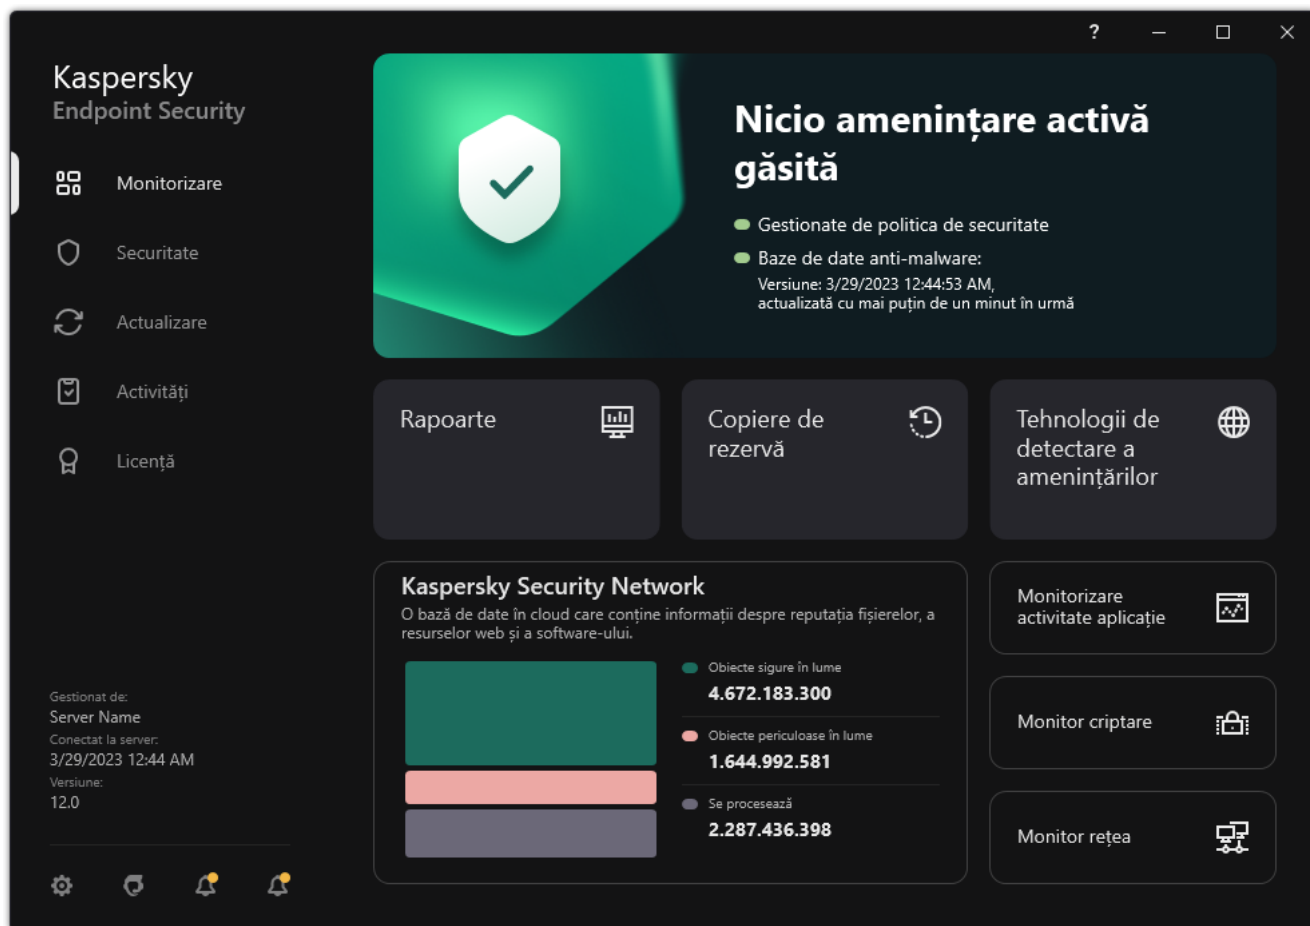 ?
Kaspersky
Endpoint Security
Monitorizare
Securitate
Actualizare
Activități
Licență
Gestionat de:
Server Name
Conectat la server:
3/29/2023 12:44 AM
Versiune:
12.0
Nicio amenințare activă
găsită
Gestionate de politica de securitate
Baze de date anti-malware:
Versiune: 3/29/2023 12:44:53 AM,
actualizată cu mai puțin de un minut în urmă
Rapoarte
Copiere de
rezervă
Tehnologii de
detectare a
amenințărilor
Kaspersky Security Network
O bază de date în cloud care conține informații despre reputația fișierelor, a
resurselor web și a software-ului.
Obiecte sigure în lume
4.672.183.300
Obiecte periculoase în lume
1.644.992.581
Se procesează
2.287.436.398
Monitorizare
activitate aplicație
Monitor criptare
Monitor rețea